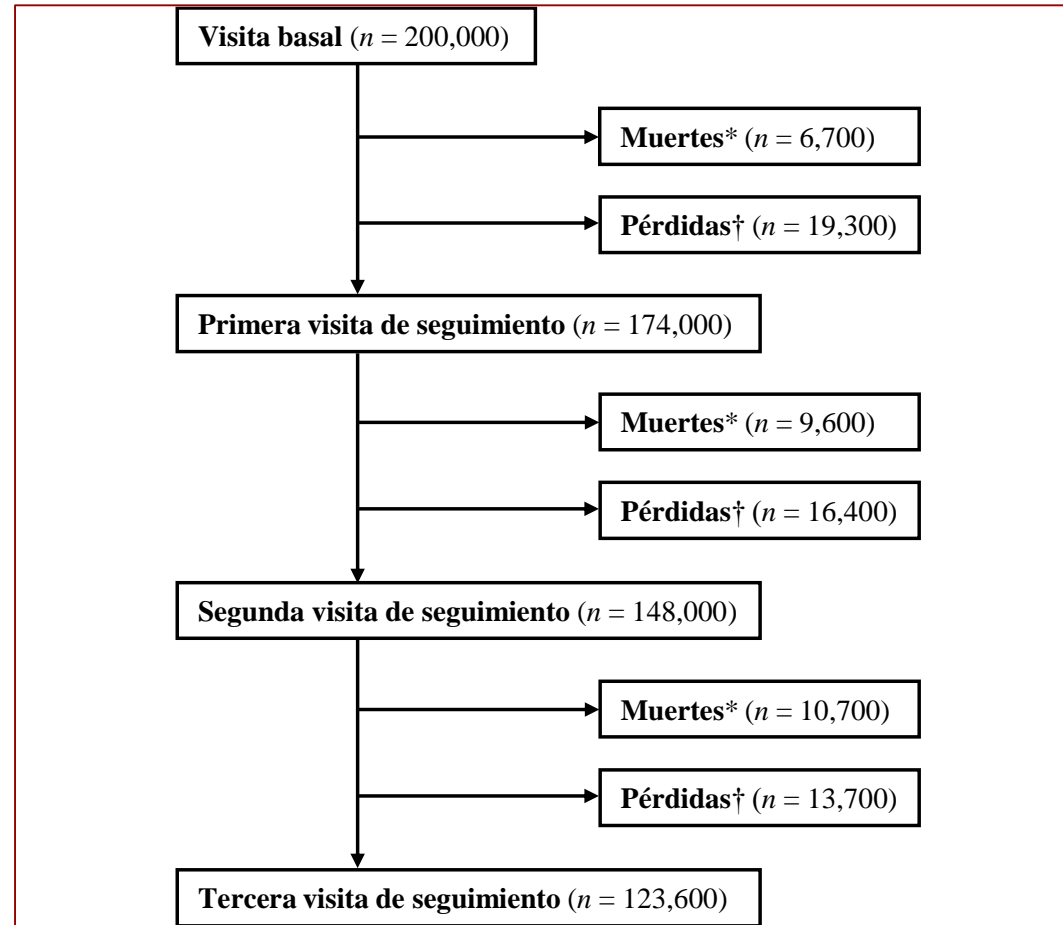 Visita basal (n = 200,000)
Muertes* (n = 6,700)
Pérdidas† (n = 19,300)
Primera visita de seguimiento (n = 174,000)
Muertes* (n = 9,600)
Pérdidas† (n = 16,400)
Segunda visita de seguimiento (n = 148,000)
Muertes* (n = 10,700)
Pérdidas† (n = 13,700)
Tercera visita de seguimiento (n = 123,600)